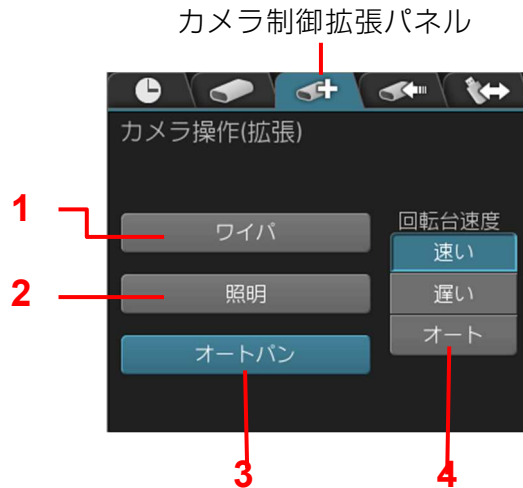 カメラ制御拡張パネル
カメラ操作(拡張)
1
ワイパ
回転台速度
速い
2
照明
遅い
オートパン
オート
3
4